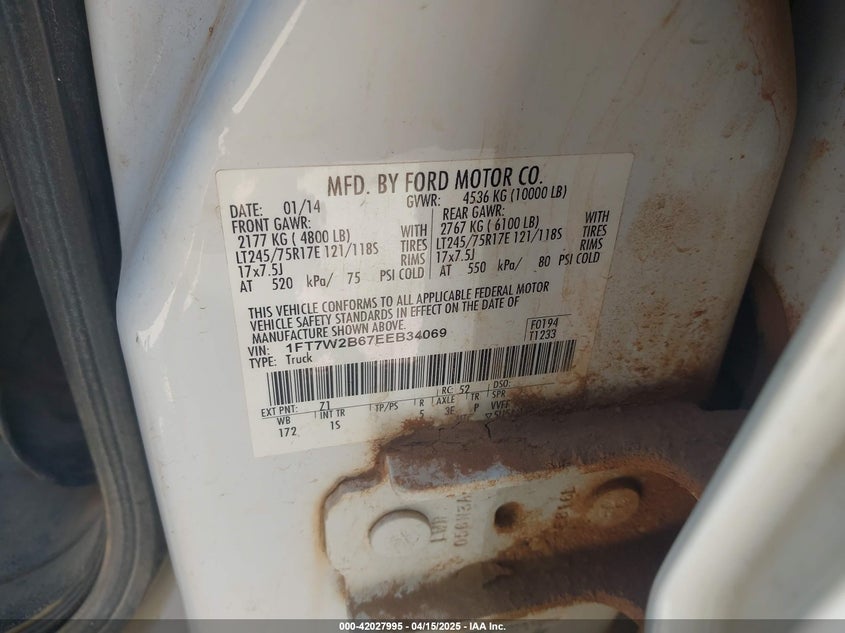 MFD. BY FORD MOTOR CO.
DATE: 01/14 GVWR: 4536 KG (10000 LB)
FRONT GAWR: REAR GAWR:
2177 KG ( 4800 LB) WITH 2767 KG ( 6100 LB) WITH
LT245/75R17E 121/118S TIRES LT245/75R17E 121/118S TIRES
17x7.5J RIMS 17x7.5J RIMS
AT 520 kPa/ 75 PSI COLD AT 550 kPa/ 80 PSI COLD
THIS VEHICLE CONFORMS TO ALL APPLICABLE FEDERAL MOTOR
VEHICLE SAFETY STANDARDS IN EFFECT ON THE DATE OF
MANUFACTURE SHOWN ABOVE.
VIN: 1FT7W2B67EEB34069 F0194
TYPE: Truck T1233
RC: 52 DSO:
EXT PNT: Z1
WB INT TR TP/PS R AXLE TR SPR
172 1S 5 3E P VVFF
000-42027995 - 04/15/2025 - IAA Inc.